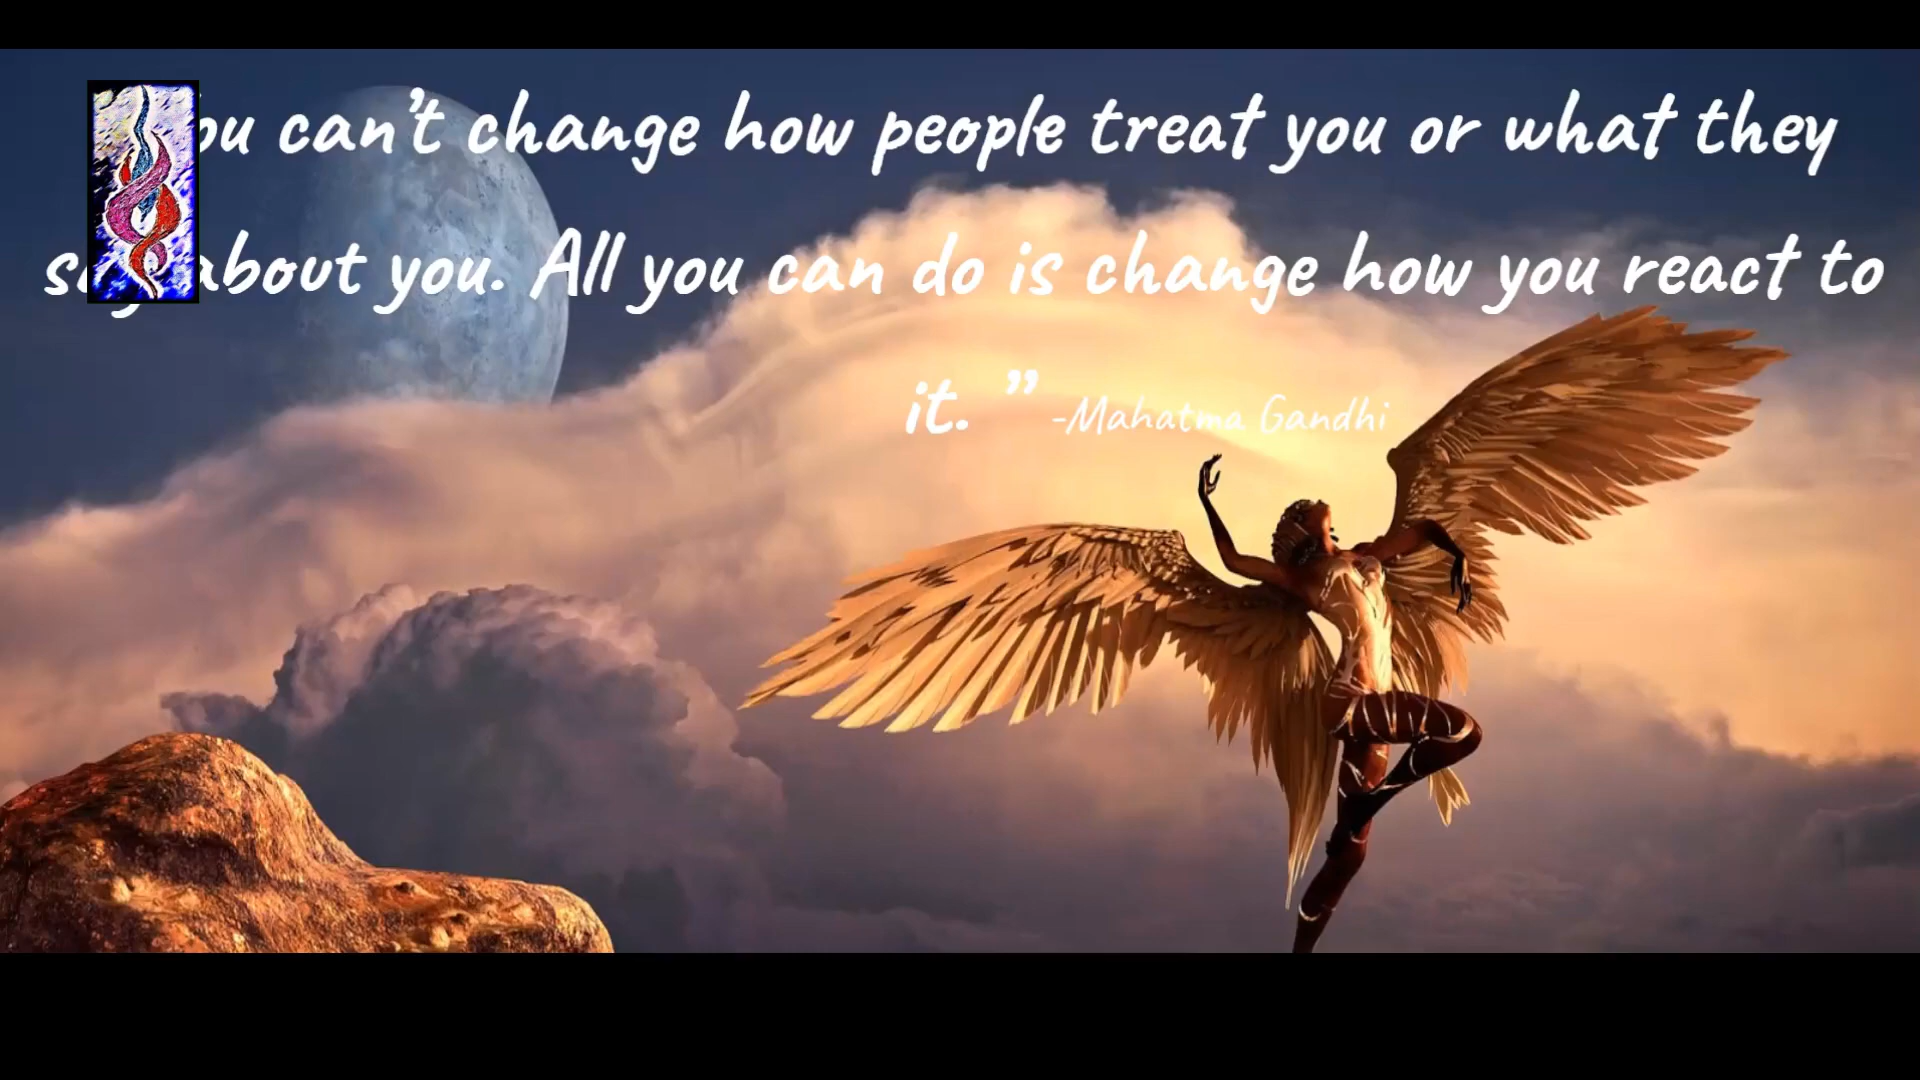 ou can’t change how people treat you or what they
about you. All you can do is change how you react to
it. ” -Mahatma Gandhi